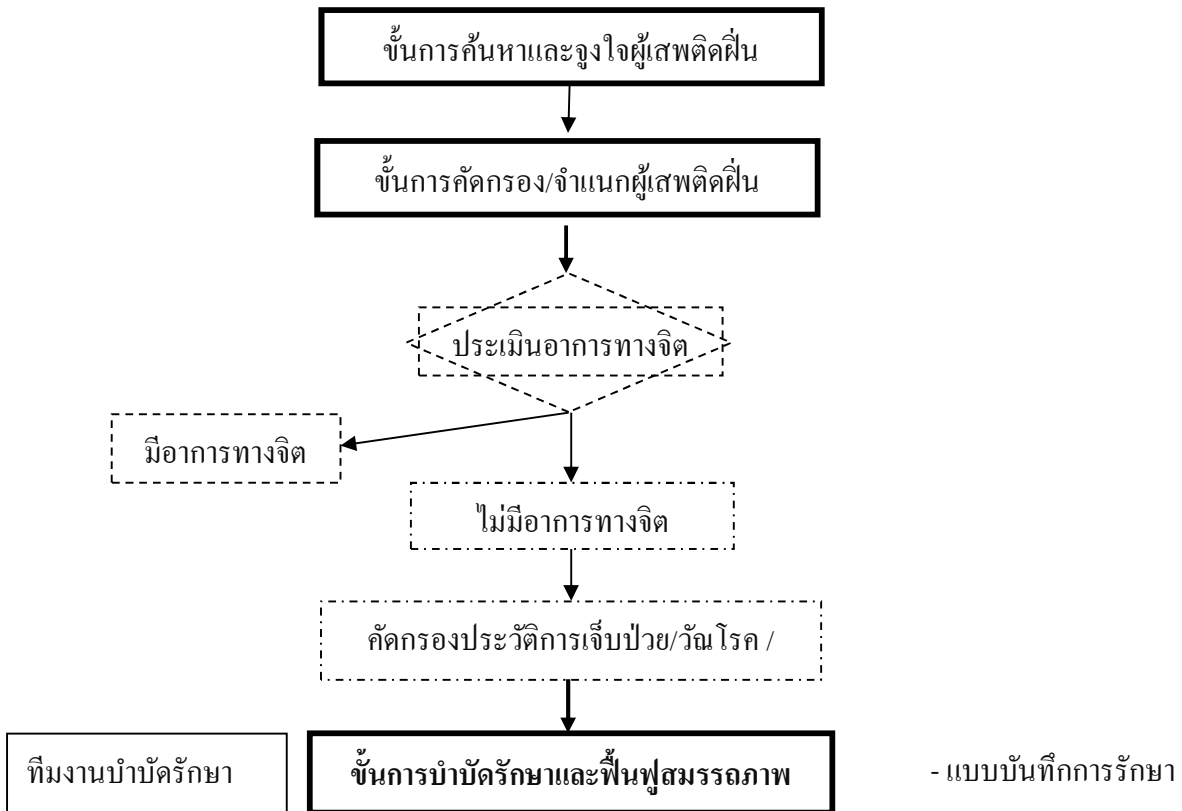 ขั้นการค้นหาและจูงใจผู้เสพติดฝิ่น
ขั้นการคัดกรอง/จำแนกผู้เสพติดฝิ่น
ประเมินอาการทางจิต
มีอาการทางจิต
ไม่มีอาการทางจิต
คัดกรองประวัติการเจ็บป่วย/วัณโรค /
ทีมงานบำบัดรักษา
ขั้นการบำบัดรักษาและฟื้นฟูสมรรถภาพ
- แบบบันทึกการรักษา